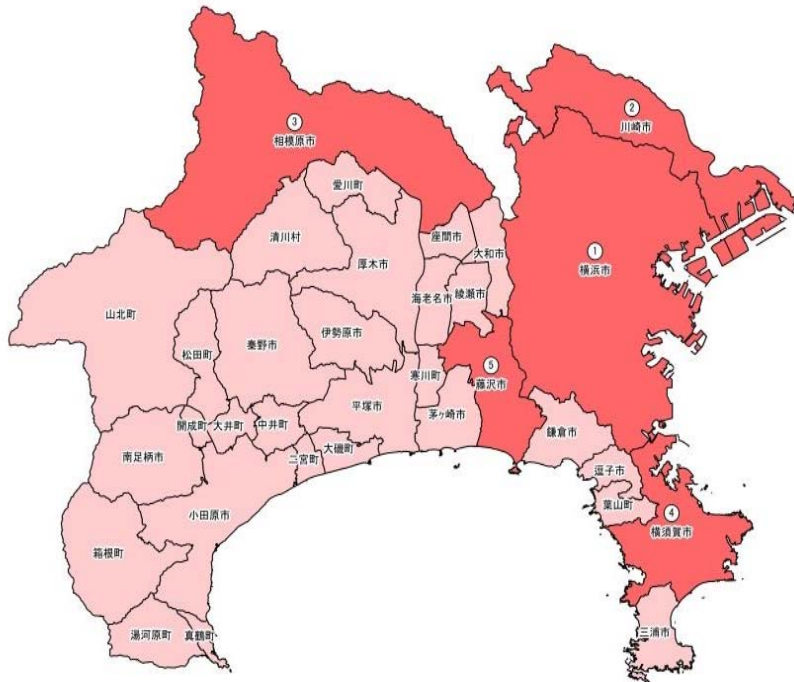 ②
川崎市
③
相模原市
愛川町
清川村
座間市
大和市
①
横浜市
厚木市
海老名市
綾瀬市
山北町
松田町
秦野市
伊勢原市
⑤
藤沢市
寒川町
平塚市
茅ヶ崎市
開成町
大井町
中井町
鎌倉市
大磯町
二宮町
南足柄市
逗子市
葉山町
小田原市
④
横須賀市
箱根町
湯河原町
真鶴町
三浦市